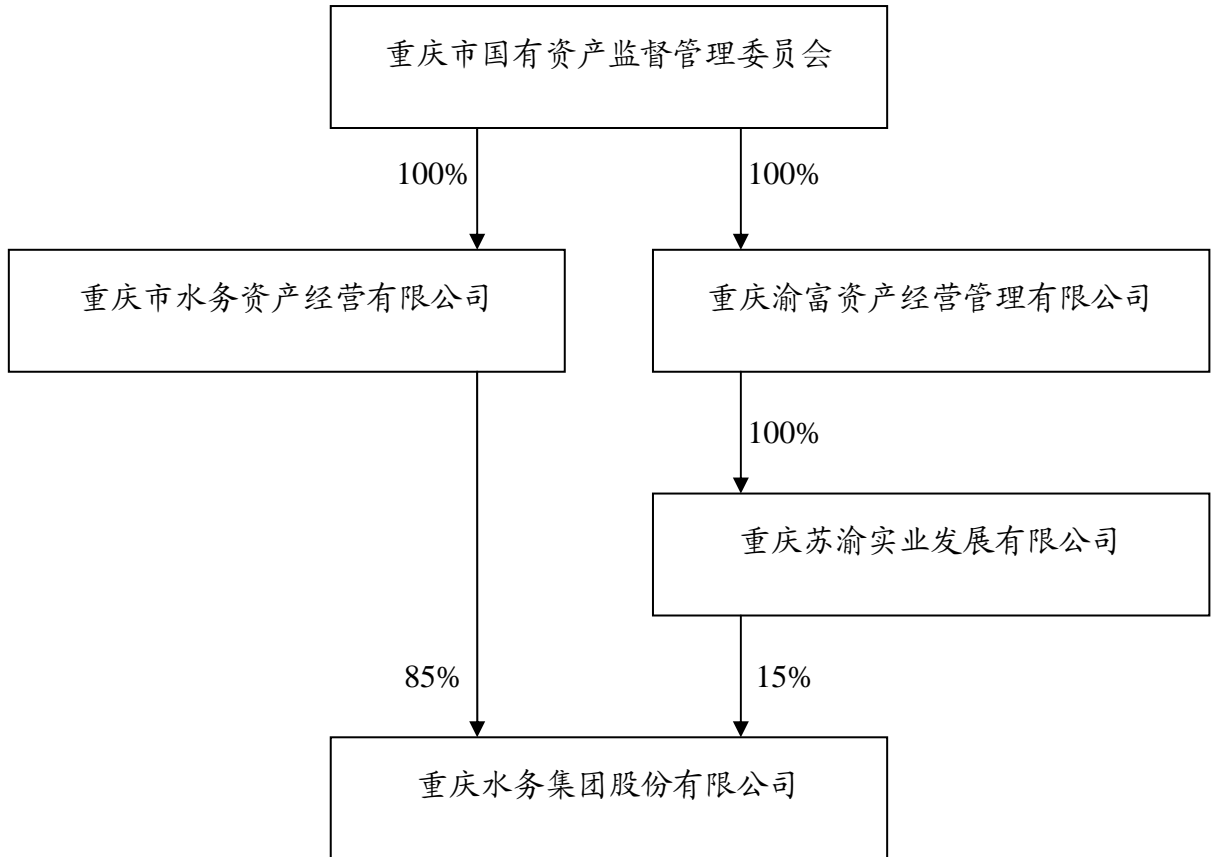 重庆市国有资产监督管理委员会
100%
100%
重庆市水务资产经营有限公司
重庆渝富资产经营管理有限公司
100%
重庆苏渝实业发展有限公司
85%
15%
重庆水务集团股份有限公司